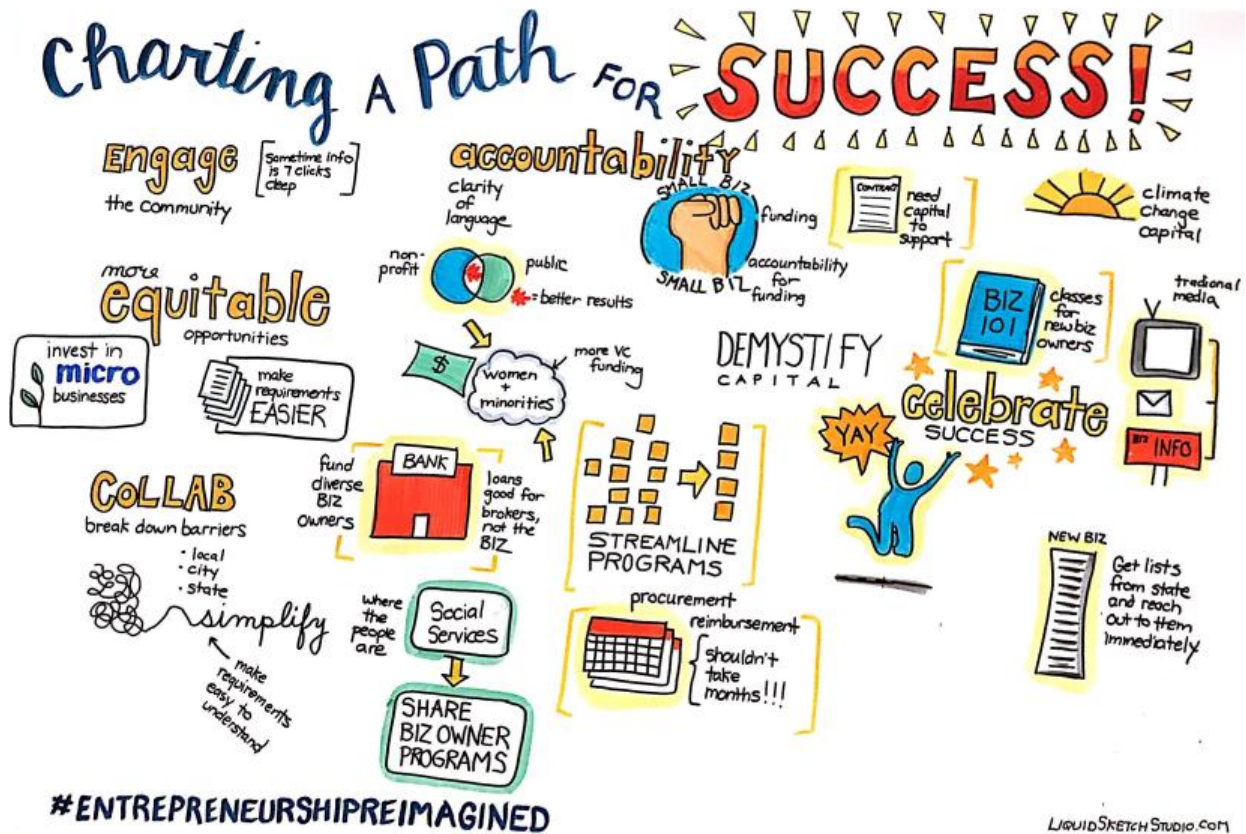 Charting A Path FOR SUCCESS!
Engage
the community
Sometime info
is 7 clicks
deep
accountability
clarity
of
language
non-
profit
public
= better results
SMALL BIZ
SMALL BIZ
funding
accountability
for
funding
CONTRACT
need
capital
to
support
climate
change
capital
more
equitable
opportunities
invest in
micro
businesses
make
requirements
EASIER
$
women
+
minorities
more VC
funding
DEMYSTIFY
CAPITAL
BIZ
101
classes
for
new biz
owners
tradional
media
BIZ INFO
celebrate
SUCCESS
YAY
COLLAB
break down barriers
• local
• city
• state
simplify
make
requirements
easy to
understand
fund
diverse
BIZ
owners
BANK
loans
good for
brokers,
not the
BIZ
STREAMLINE
PROGRAMS
where
the
people
are
Social
Services
SHARE
BIZ OWNER
PROGRAMS
procurement
reimbursement
shouldn't
take
months!!!
NEW BIZ
Get lists
from state
and reach
out to them
immediately
#ENTREPRENEURSHIPREIMAGINED
LIQUIDSKETCHSTUDIO.COM